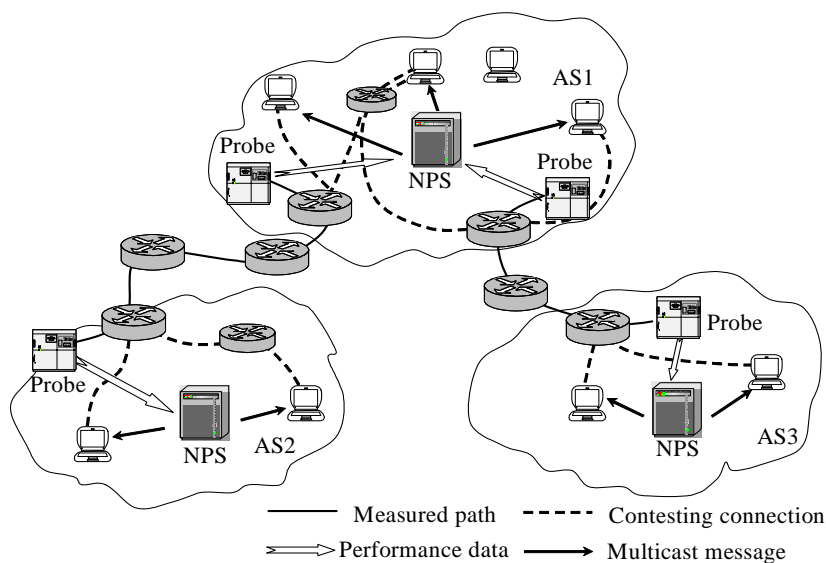 AS1
Probe
NPS
Probe
Probe
NPS
AS2
Probe
NPS
AS3
Measured path
Contesting connection
Performance data
Multicast message